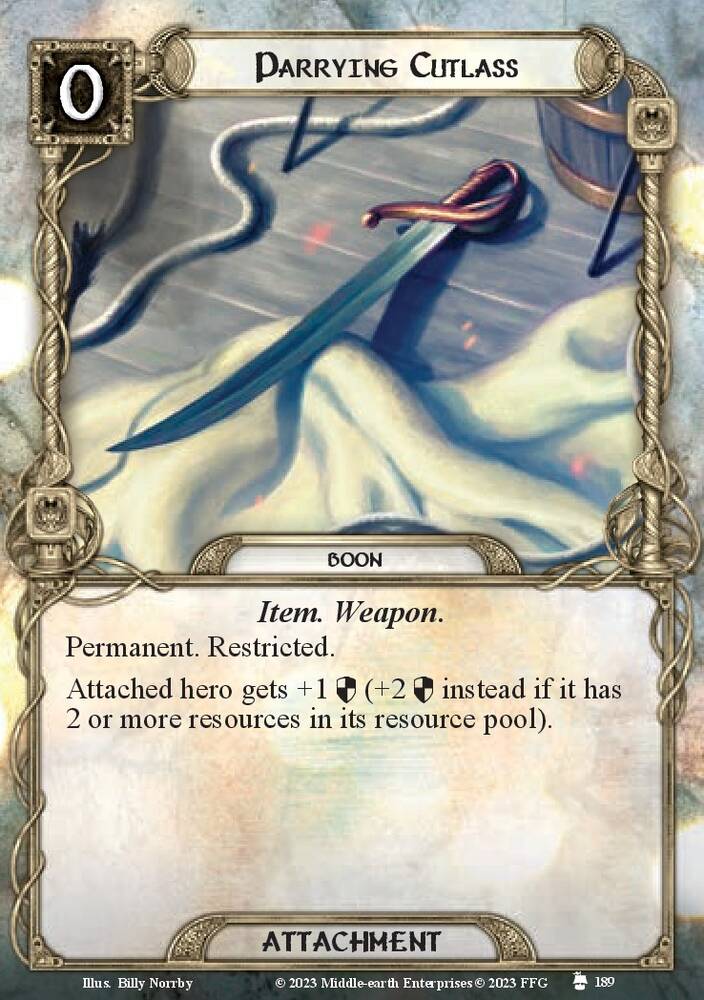 0
Parrying Cutlass
BOON
Item. Weapon.
Permanent. Restricted.
Attached hero gets +1 (+2 instead if it has
2 or more resources in its resource pool).
ATTACHMENT
Illus. Billy Norrby © 2023 Middle-earth Enterprises © 2023 FFG 189